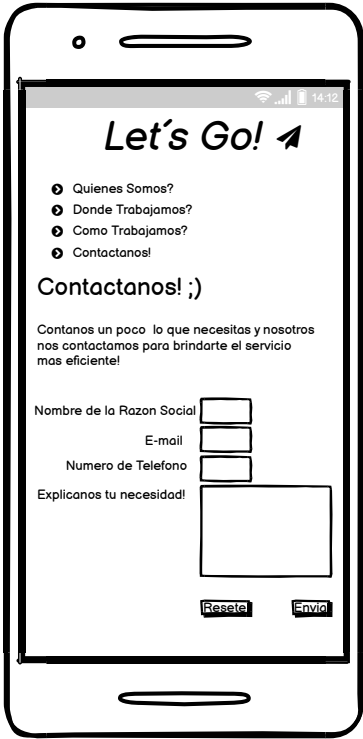 14:12
Let´s Go!
Quienes Somos?
Donde Trabajamos?
Como Trabajamos?
Contactanos!
Contactanos! ;)
Contanos un poco lo que necesitas y nosotros
nos contactamos para brindarte el servicio
mas eficiente!
Nombre de la Razon Social
E-mail
Numero de Telefono
Explicanos tu necesidad!